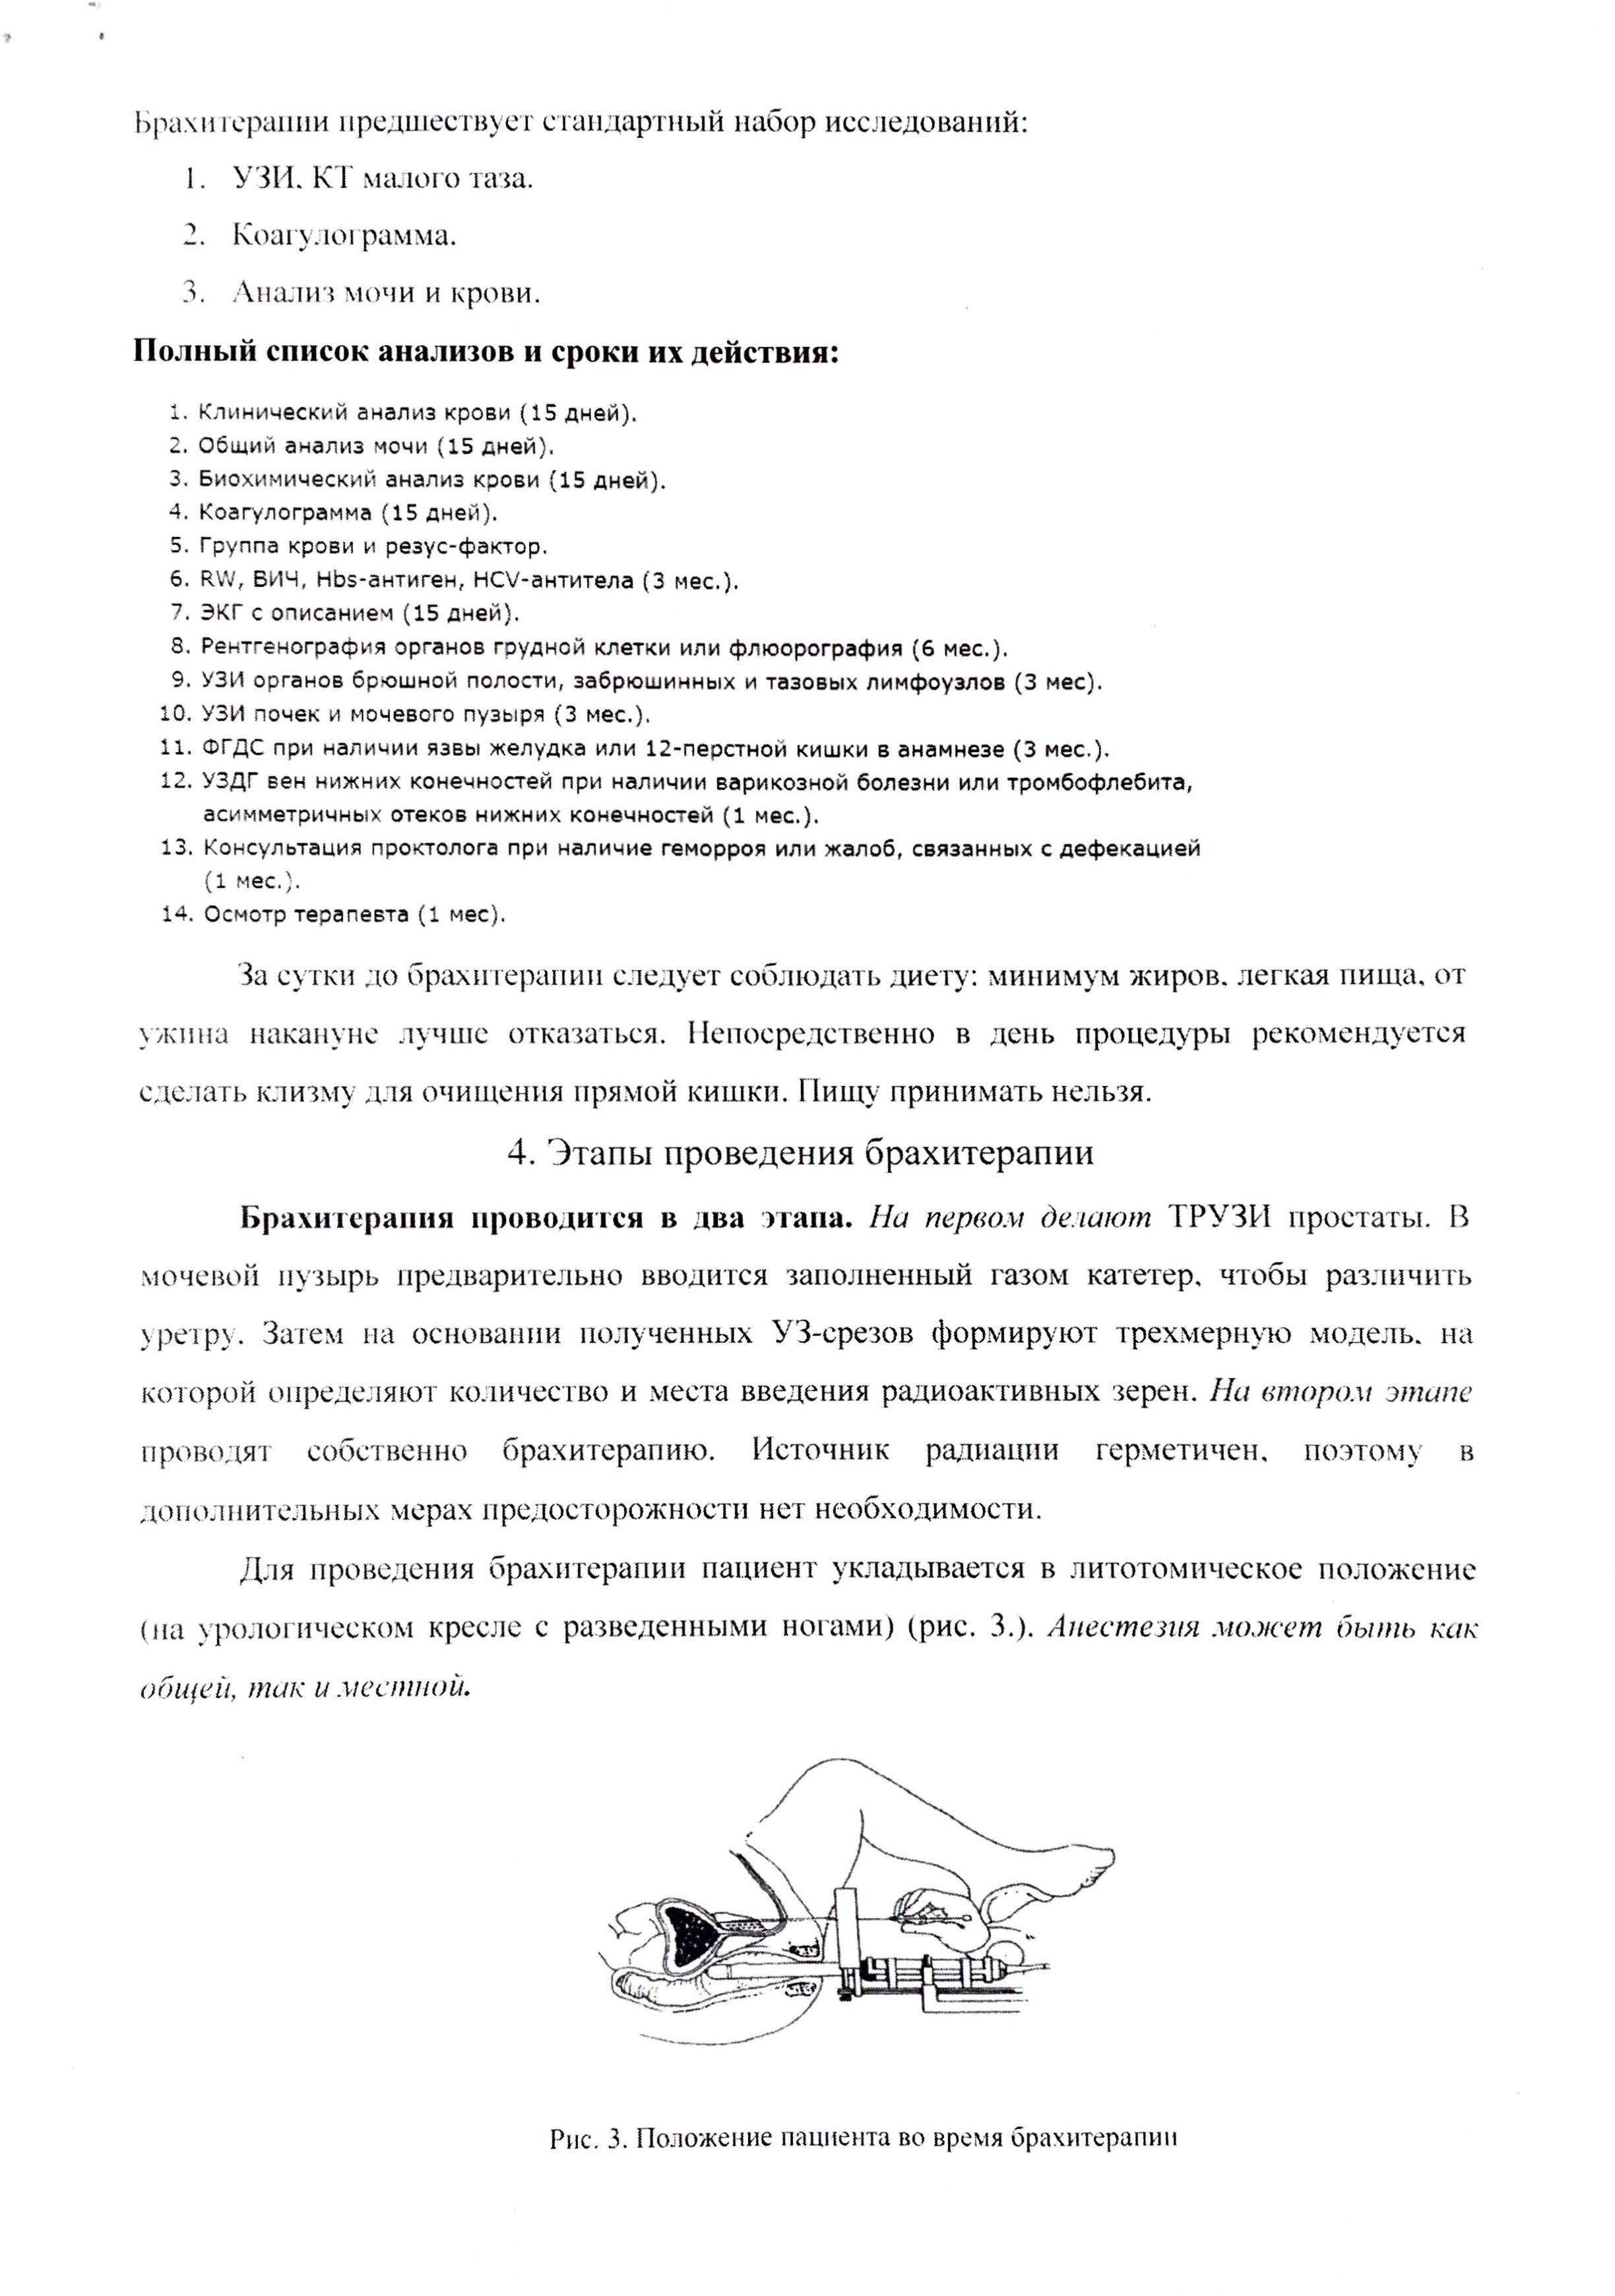 Брахитерапии предшествует стандартный набор исследований:
1. УЗИ. КТ малого таза.
2. Коагулограмма.
3. Анализ мочи и крови.
Полный список анализов и сроки их действия:
1. Клинический анализ крови (15 дней).
2. Общий анализ мочи (15 дней).
3. Биохимический анализ крови (15 дней).
4. Коагулограмма (15 дней).
5. Группа крови и резус-фактор.
6. RW, ВИЧ, Hbs-антиген, HCV-антитела (3 мес.).
7. ЭКГ с описанием (15 дней).
8. Рентгенография органов грудной клетки или флюорография (6 мес.).
9. УЗИ органов брюшной полости, забрюшинных и тазовых лимфоузлов (3 мес).
10. УЗИ почек и мочевого пузыря (3 мес.).
11. ФГДС при наличии язвы желудка или 12-перстной кишки в анамнезе (3 мес.).
12. УЗДГ вен нижних конечностей при наличии варикозной болезни или тромбофлебита,
асимметричных отеков нижних конечностей (1 мес.).
13. Консультация проктолога при наличие геморроя или жалоб, связанных с дефекацией
(1 мес.).
14. Осмотр терапевта (1 мес).
За сутки до брахитерапии следует соблюдать диету: минимум жиров. легкая пища, от
ужина накануне лучше отказаться. Непосредственно в день процедуры рекомендуется
сделать клизму для очищения прямой кишки. Пищу принимать нельзя.
4. Этапы проведения брахитерапии
Брахитерапия проводится в два этапа. На первом делают ТРУЗИ простаты. В
мочевой пузырь предварительно вводится заполненный газом катетер, чтобы различить
уретру. Затем на основании полученных УЗ-срезов формируют трехмерную модель. на
которой определяют количество и места введения радиоактивных зерен. На втором этапе
проводят собственно брахитерапию. Источник радиации герметичен, поэтому в
дополнительных мерах предосторожности нет необходимости.
Для проведения брахитерапии пациент укладывается в литотомическое положение
(на урологическом кресле с разведенными ногами) (рис. 3.). Анестезия может быть как
общей, так и местной.
Рис. 3. Положение пациента во время брахитерапии